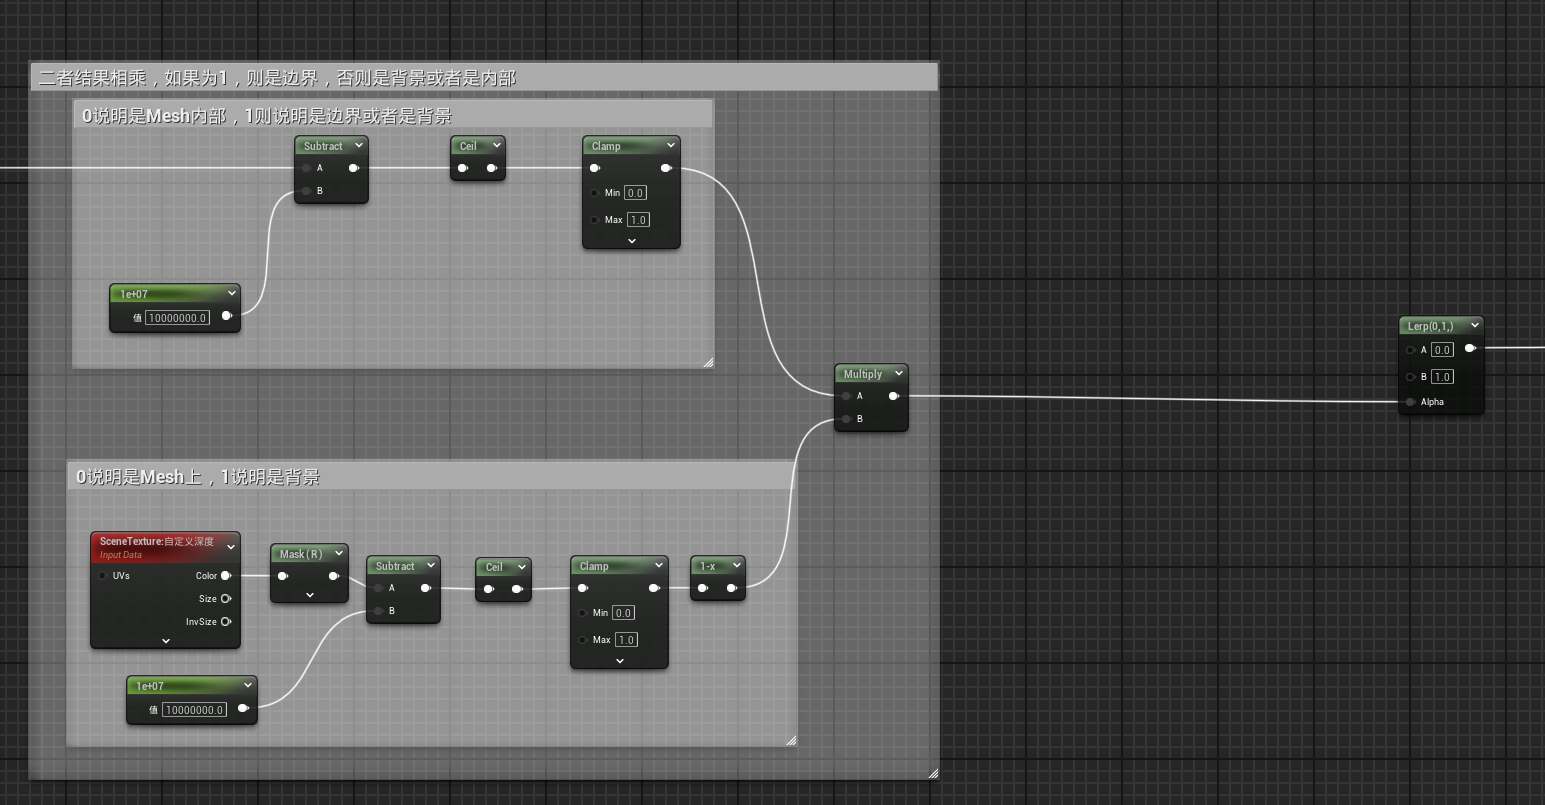 二者结果相乘，如果为1，则是边界，否则是背景或者是内部
0说明是Mesh内部，1则说明是边界或者是背景
Subtract
A
B
Ceil
Clamp
Min 0.0
Max 1.0
1e+07
值 10000000.0
Multiply
A
B
Lerp(0,1,)
A 0.0
B 1.0
Alpha
0说明是Mesh上，1说明是背景
SceneTexture:自定义深度
Input Data
UVs Color
Size
InvSize
Mask ( R )
Subtract
A
B
Ceil
Clamp
Min 0.0
Max 1.0
1-x
1e+07
值 10000000.0